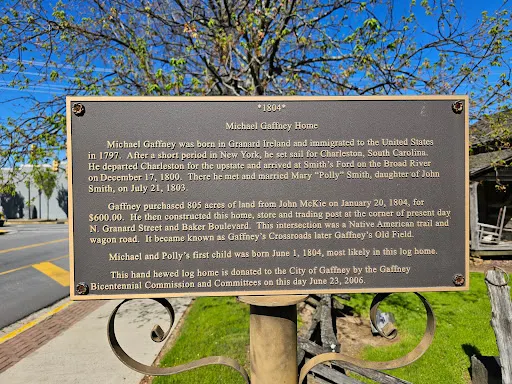 *1804*
Michael Gaffney Home
Michael Gaffney was born in Granard Ireland and immigrated to the United States
in 1797. After a short period in New York, he set sail for Charleston, South Carolina.
He departed Charleston for the upstate and arrived at Smith's Ford on the Broad River
on December 17, 1800. There he met and married Mary "Polly" Smith, daughter of John
Smith, on July 21, 1803.
Gaffney purchased 805 acres of land from John McKie on January 20, 1804, for
$600.00. He then constructed this home, store and trading post at the corner of present day
N. Granard Street and Baker Boulevard. This intersection was a Native American trail and
wagon road. It became known as Gaffney's Crossroads later Gaffney's Old Field.
Michael and Polly's first child was born June 1, 1804, most likely in this log home.
This hand hewed log home is donated to the City of Gaffney by the Gaffney
Bicentennial Commission and Committees on this day June 23, 2006.